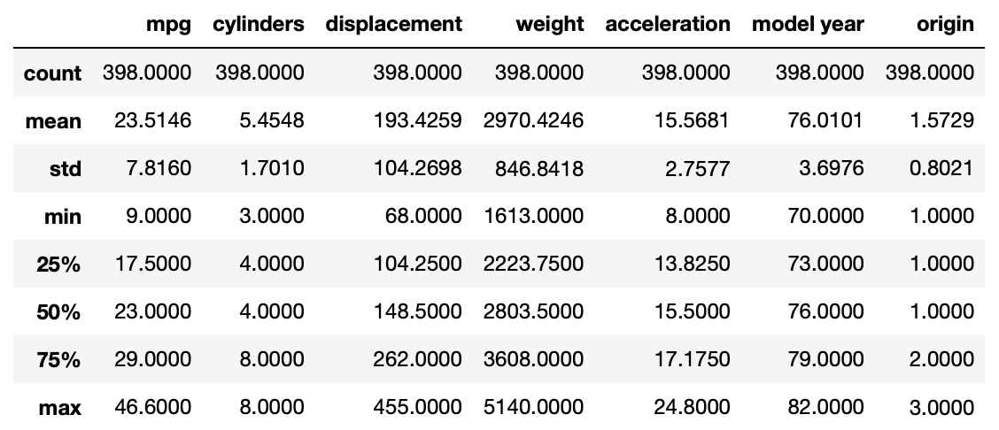 mpg cylinders displacement weight acceleration model year origin
count 398.0000 398.0000 398.0000 398.0000 398.0000 398.0000 398.0000
mean 23.5146 5.4548 193.4259 2970.4246 15.5681 76.0101 1.5729
std 7.8160 1.7010 104.2698 846.8418 2.7577 3.6976 0.8021
min 9.0000 3.0000 68.0000 1613.0000 8.0000 70.0000 1.0000
25% 17.5000 4.0000 104.2500 2223.7500 13.8250 73.0000 1.0000
50% 23.0000 4.0000 148.5000 2803.5000 15.5000 76.0000 1.0000
75% 29.0000 8.0000 262.0000 3608.0000 17.1750 79.0000 2.0000
max 46.6000 8.0000 455.0000 5140.0000 24.8000 82.0000 3.0000